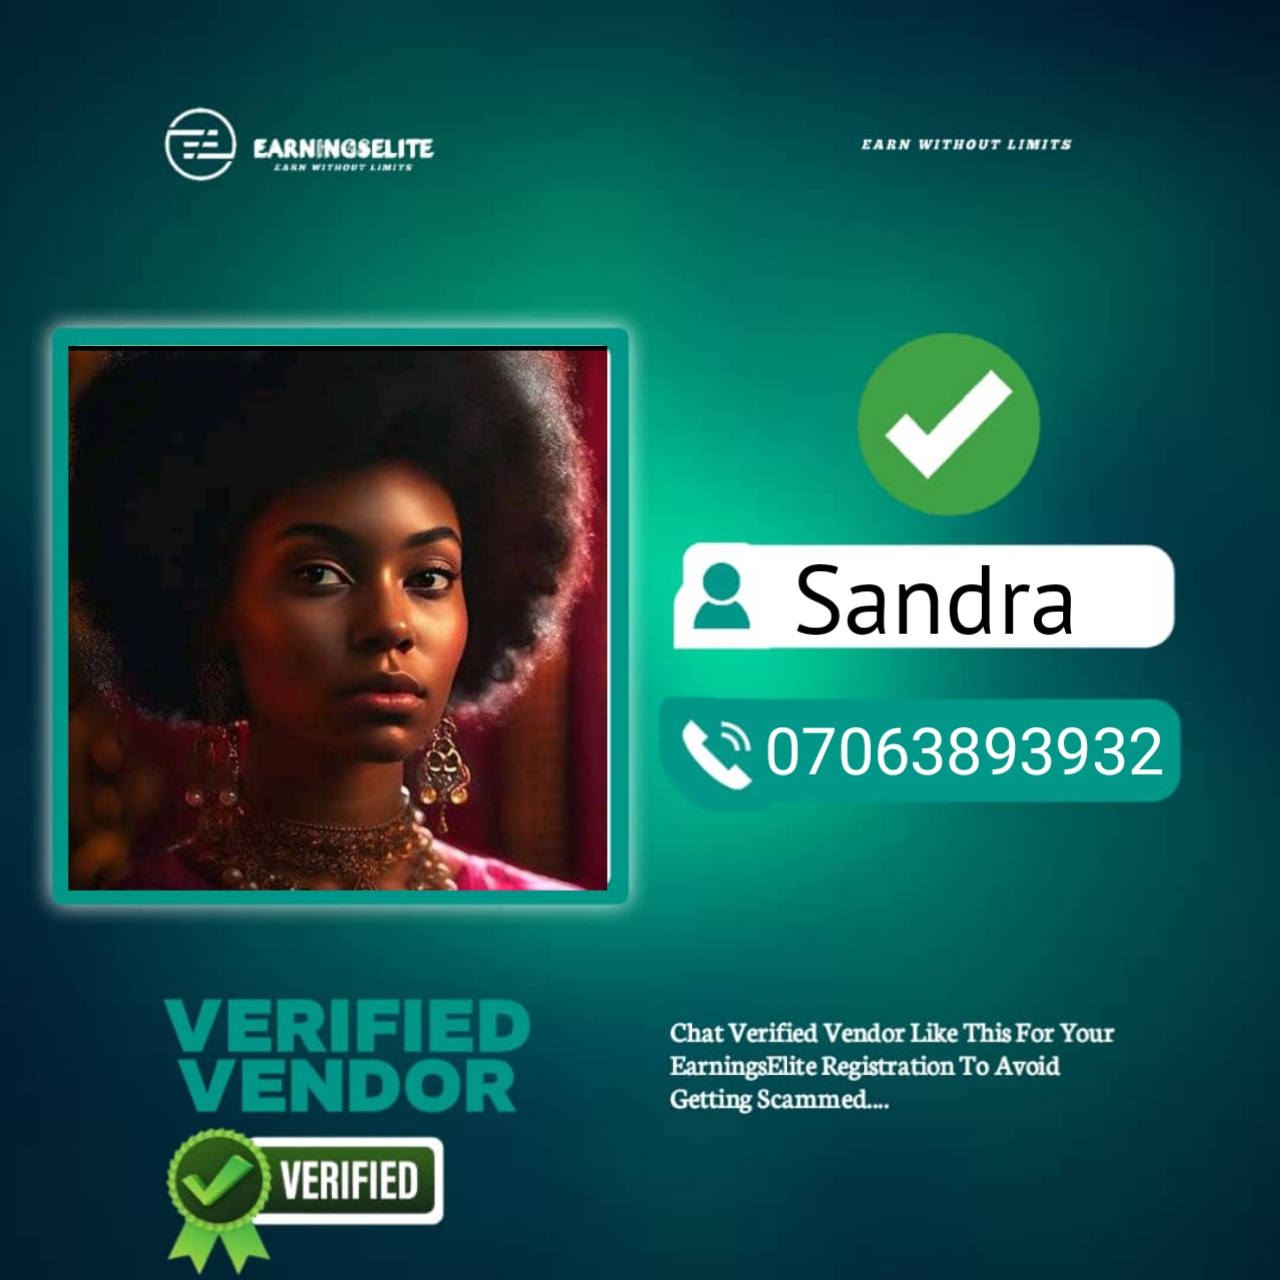 EARNINGSELITE
EARN WITHOUT LIMITS
EARN WITHOUT LIMITS
Sandra
07063893932
VERIFIED
VENDOR
Chat Verified Vendor Like This For Your
EarningsElite Registration To Avoid
Getting Scammed....
VERIFIED